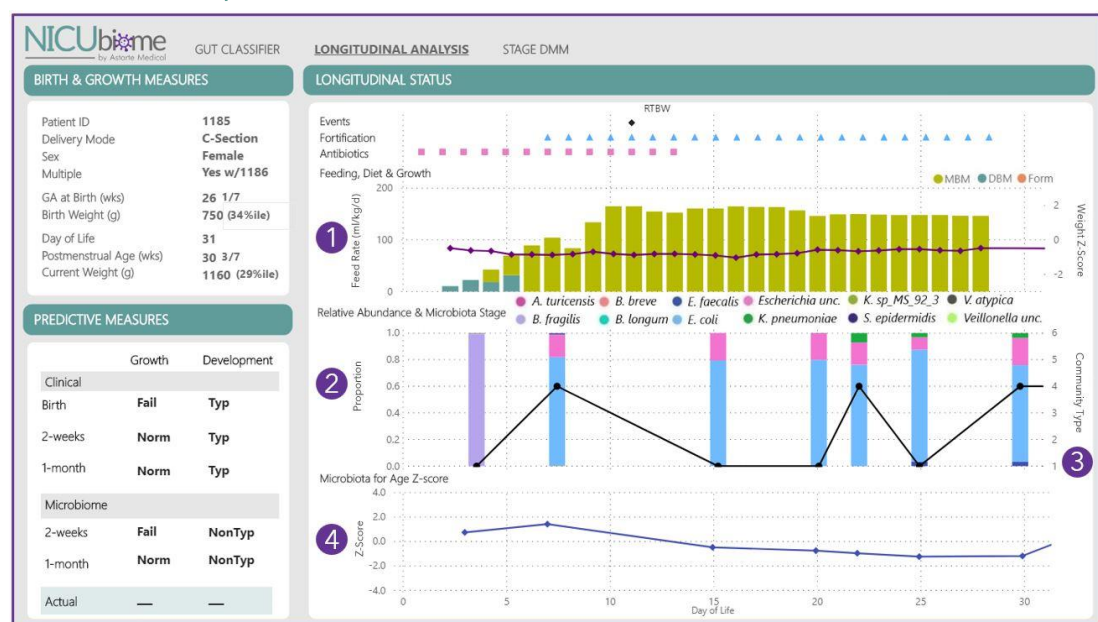 NICUbiome
by Astarte Medical
GUT CLASSIFIER
LONGITUDINAL ANALYSIS
STAGE DMM
BIRTH & GROWTH MEASURES
Patient ID 1185
Delivery Mode C-Section
Sex Female
Multiple Yes w/1186
GA at Birth (wks) 26 1/7
Birth Weight (g) 750 (34%ile)
Day of Life 31
Postmenstrual Age (wks) 30 3/7
Current Weight (g) 1160 (29%ile)
PREDICTIVE MEASURES
Growth Development
Clinical
Birth Fail Typ
2-weeks Norm Typ
1-month Norm Typ
Microbiome
2-weeks Fail NonTyp
1-month Norm NonTyp
Actual — —
LONGITUDINAL STATUS
RTBW
Events
Fortification
Antibiotics
Feeding, Diet & Growth
MBM DBM Form
200
100
0
Feed Rate (ml/kg/d)
2
0
-2
Weight Z-Score
1
A. turicensis B. breve E. faecalis Escherichia unc. K. sp_MS_92_3 V. atypica
Relative Abundance & Microbiota Stage
B. fragilis B. longum E. coli K. pneumoniae S. epidermidis Veillonella unc.
1.0
0.8
0.6
0.4
0.2
0.0
Proportion
2
6
5
4
3
2
1
Community Type
3
Microbiota for Age Z-score
4.0
2.0
0.0
-2.0
-4.0
Z-Score
4
0 5 10 15 20 25 30
Day of Life